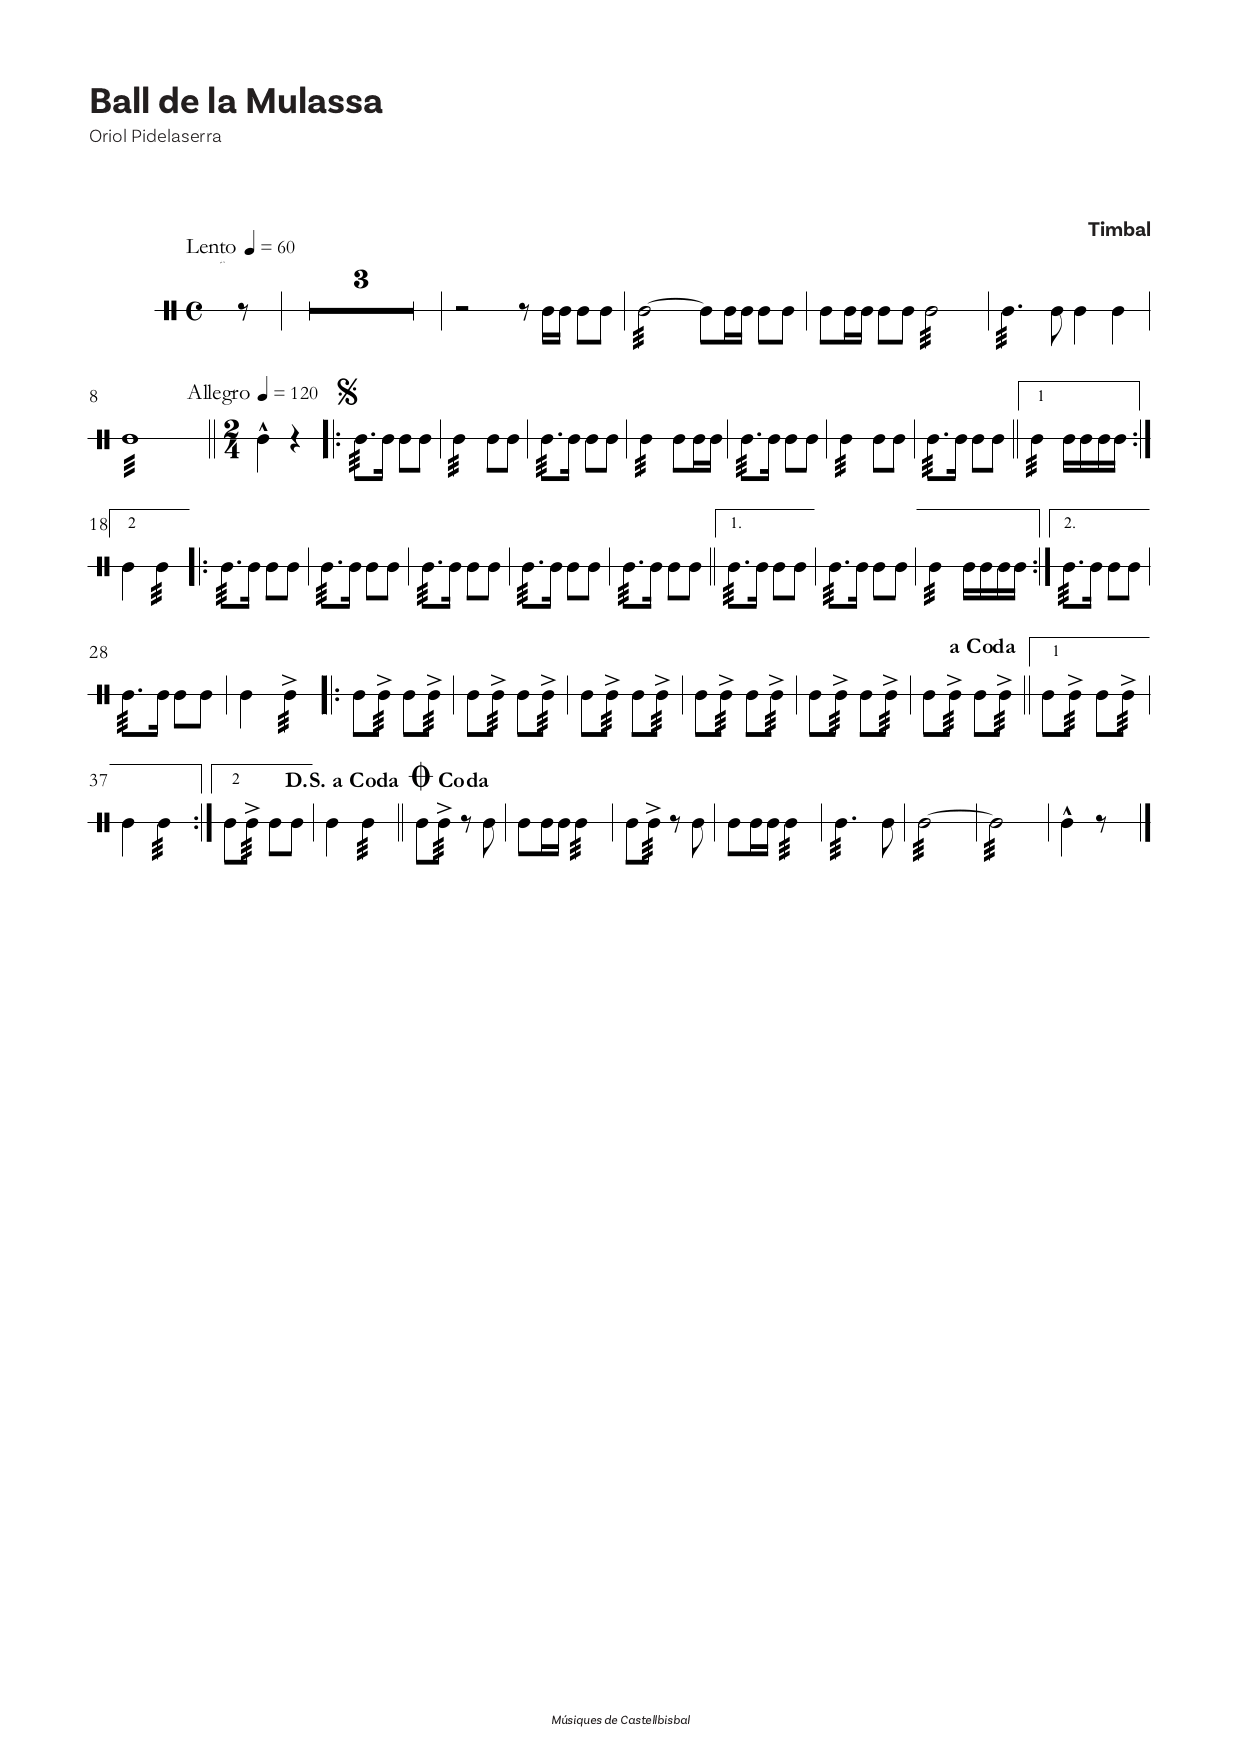 Ball de la Mulassa
Oriol Pidelaserra
Timbal
Lento = 60
3
8
Allegro = 120
2
4
1
18
2
1.
2.
28
a Coda
1
37
2
D.S. a Coda
Coda
Músiques de Castellbisbal